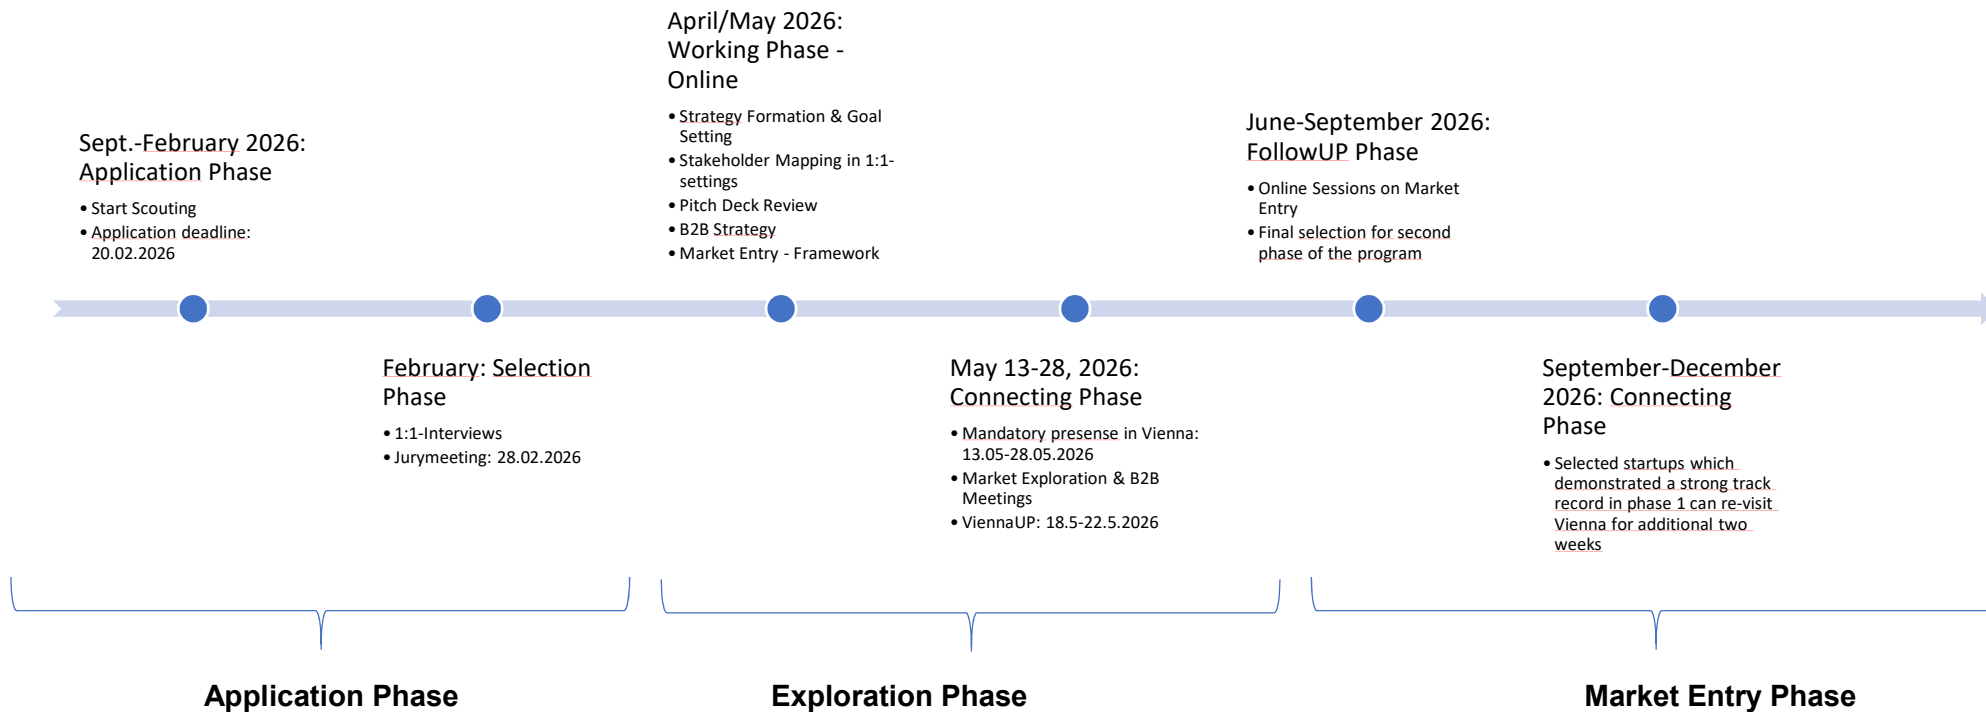 Sept.-February 2026:
Application Phase
• Start Scouting
• Application deadline:
20.02.2026
February: Selection
Phase
• 1:1-Interviews
• Jurymeeting: 28.02.2026
April/May 2026:
Working Phase -
Online
• Strategy Formation & Goal
Setting
• Stakeholder Mapping in 1:1-
settings
• Pitch Deck Review
• B2B Strategy
• Market Entry - Framework
May 13-28, 2026:
Connecting Phase
• Mandatory presense in Vienna:
13.05-28.05.2026
• Market Exploration & B2B
Meetings
• ViennaUP: 18.5-22.5.2026
June-September 2026:
FollowUP Phase
• Online Sessions on Market
Entry
• Final selection for second
phase of the program
September-December
2026: Connecting
Phase
• Selected startups which
demonstrated a strong track
record in phase 1 can re-visit
Vienna for additional two
weeks
Application Phase
Exploration Phase
Market Entry Phase